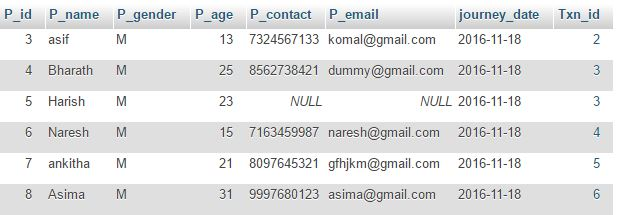 P_id P_name P_gender P_age P_contact P_email journey_date Txn_id
3 asif M 13 7324567133 komal@gmail.com 2016-11-18 2
4 Bharath M 25 8562738421 dummy@gmail.com 2016-11-18 3
5 Harish M 23 NULL NULL 2016-11-18 3
6 Naresh M 15 7163459987 naresh@gmail.com 2016-11-18 4
7 ankitha M 21 8097645321 gfhjkm@gmail.com 2016-11-18 5
8 Asima M 31 9997680123 asima@gmail.com 2016-11-18 6